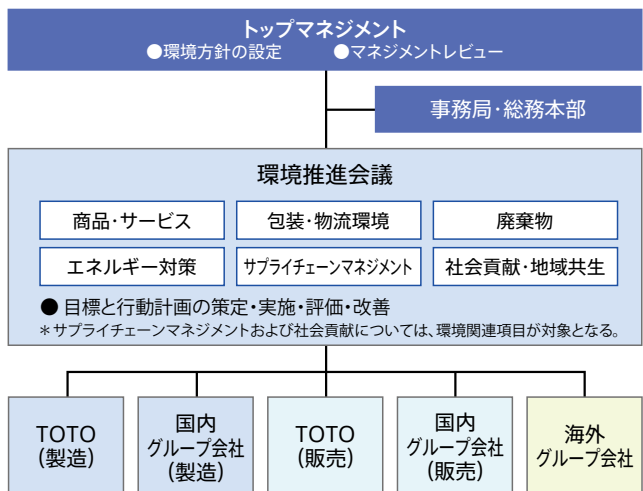 トップマネジメント
●環境方針の設定 ●マネジメントレビュー
事務局・総務本部
環境推進会議
商品・サービス 包装・物流環境 廃棄物
エネルギー対策 サプライチェーンマネジメント 社会貢献・地域共生
● 目標と行動計画の策定・実施・評価・改善
＊サプライチェーンマネジメントおよび社会貢献については、環境関連項目が対象となる。
TOTO
(製造)
国内
グループ会社
(製造)
TOTO
(販売)
国内
グループ会社
(販売)
海外
グループ会社